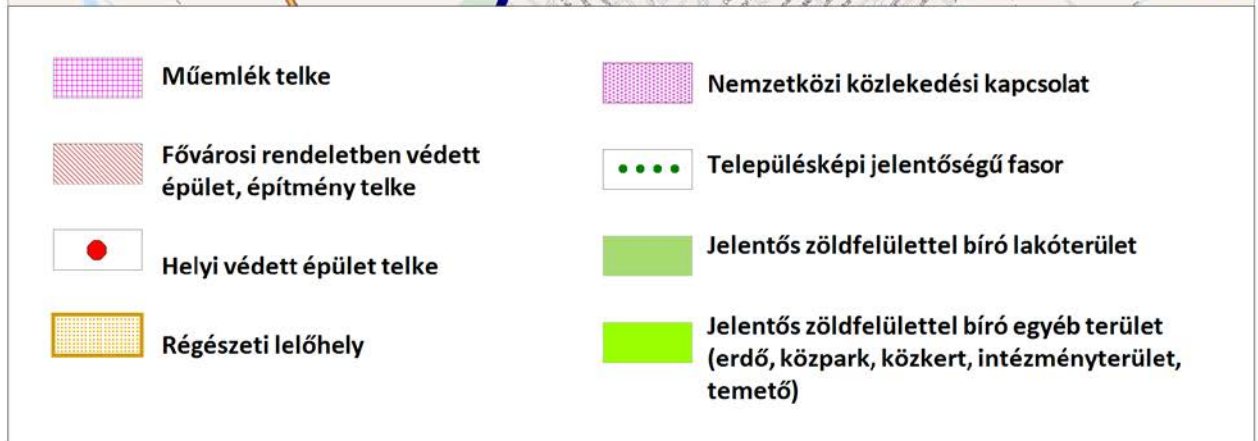 Műemlék telke
Fővárosi rendeletben védett
épület, építmény telke
Helyi védett épület telke
Régészeti lelőhely
Nemzetközi közlekedési kapcsolat
Településképi jelentőségű fasor
Jelentős zöldfelülettel bíró lakóterület
Jelentős zöldfelülettel bíró egyéb terület
(erdő, közpark, közkert, intézményterület,
temető)